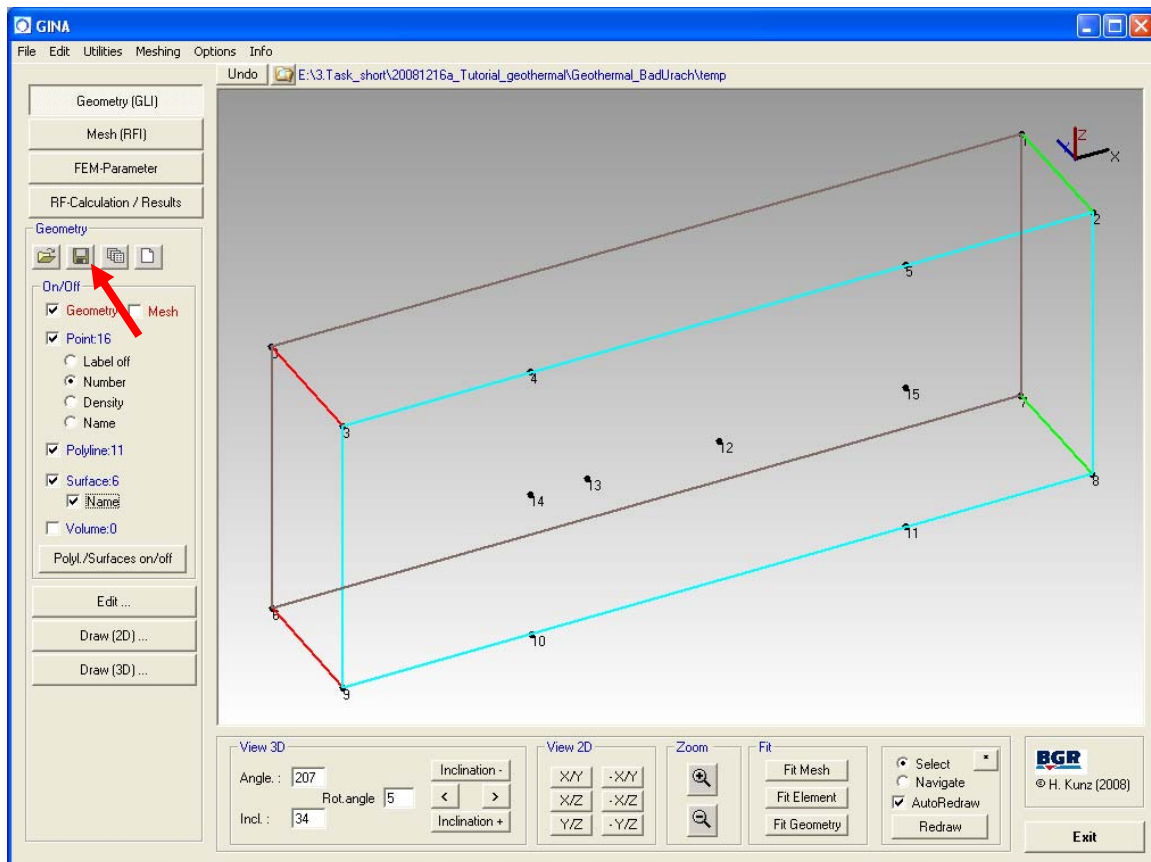 GINA
File Edit Utilities Meshing Options Info
Undo E:\3.Task_short\20081216a_Tutorial_geothermal\Geothermal_BadUrach\temp
Geometry (GLI)
Mesh (RFI)
FEM-Parameter
RF-Calculation / Results
Geometry
On/Off
Geometry Mesh
Point:16
Label off
Number
Density
Name
Polyline:11
Surface:6
Name
Volume:0
Polyl./Surfaces on/off
Edit ...
Draw (2D) ...
Draw (3D) ...
Z
X
1
2
5
4
3
15
7
12
13
14
8
11
6
10
9
View 3D
Angle. : 207
Rot.angle 5
Incl. : 34
Inclination -
< >
Inclination +
View 2D
X/Y -X/Y
X/Z -X/Z
Y/Z -Y/Z
Zoom
Fit
Fit Mesh
Fit Element
Fit Geometry
Select *
Navigate
AutoRedraw
Redraw
BGR
© H. Kunz (2008)
Exit